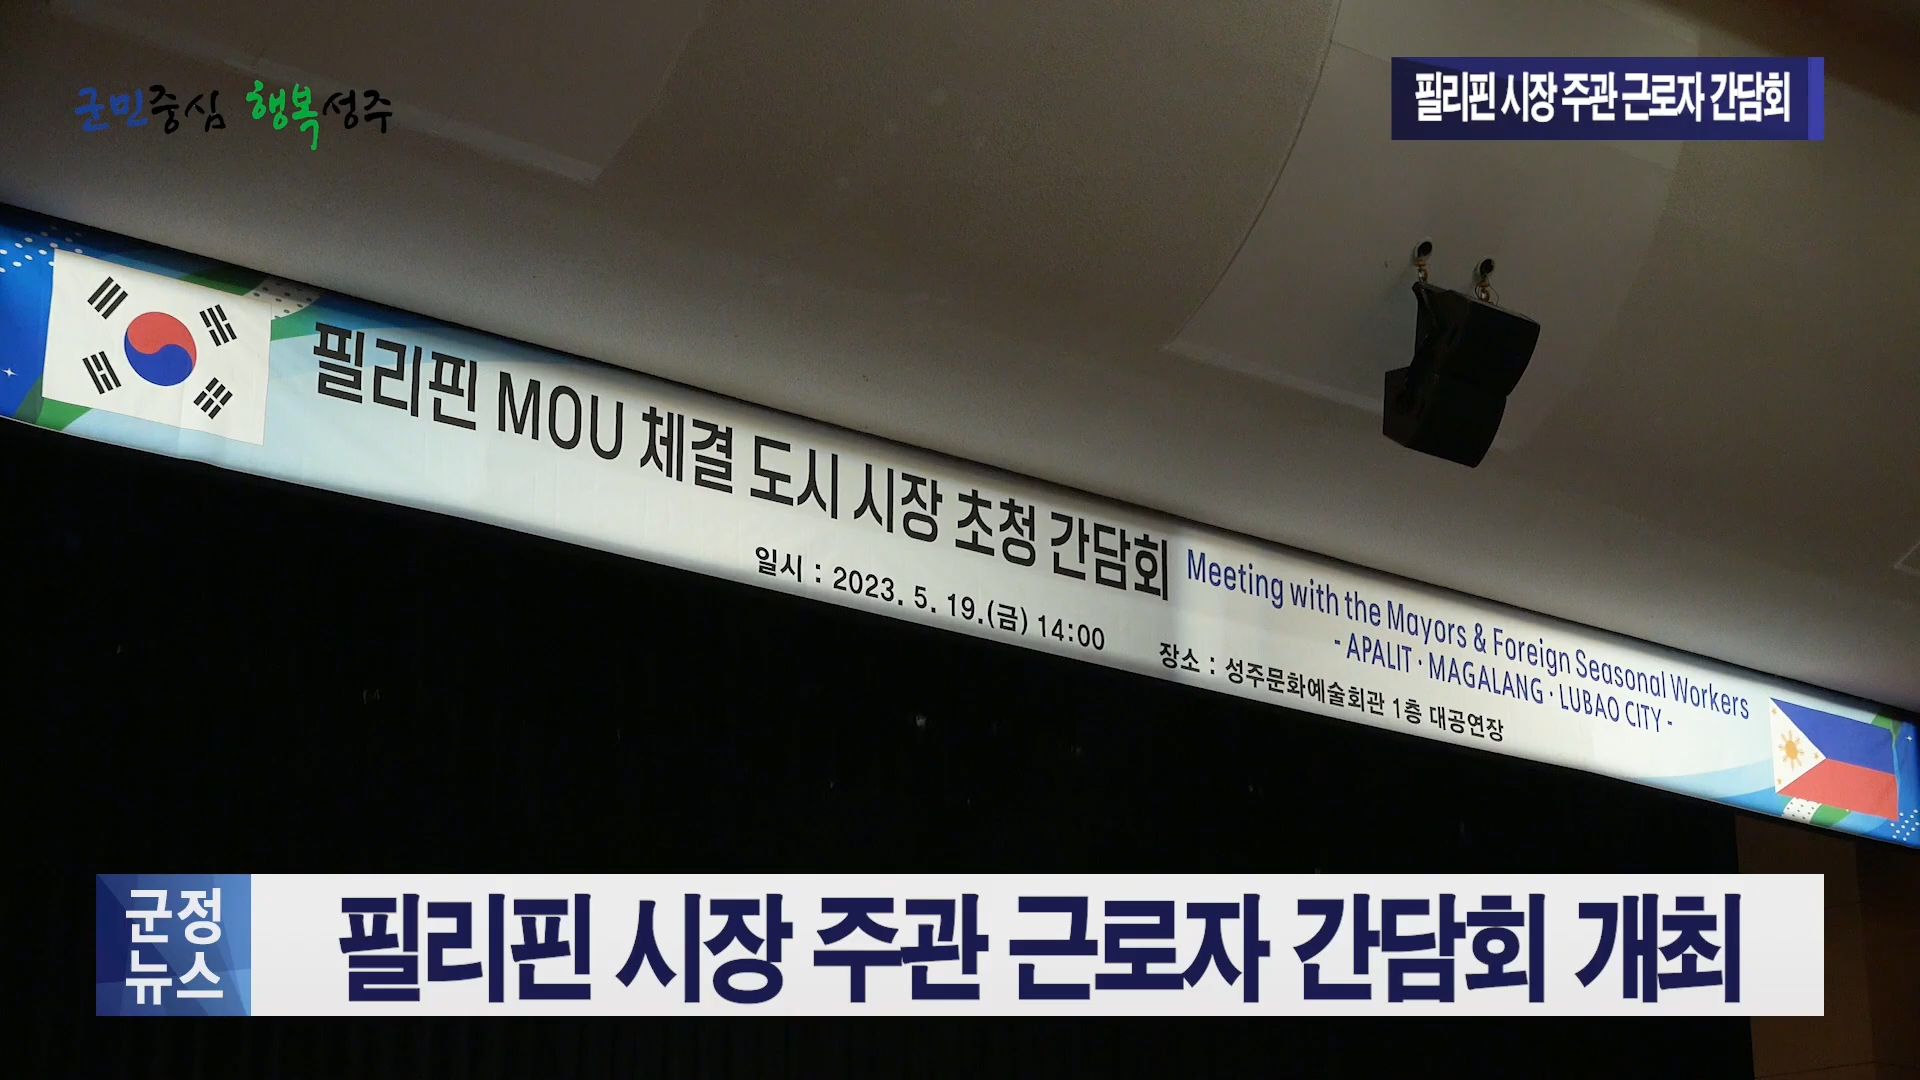 군민중심 행복성주
필리핀 시장 주관 근로자 간담회
필리핀 MOU 체결 도시 시장 초청 간담회
Meeting with the Mayors & Foreign Seasonal Workers
- APALIT · MAGALANG · LUBAO CITY -
일시 : 2023. 5. 19.(금) 14:00
장소 : 성주문화예술회관 1층 대공연장
군정
뉴스
필리핀 시장 주관 근로자 간담회 개최